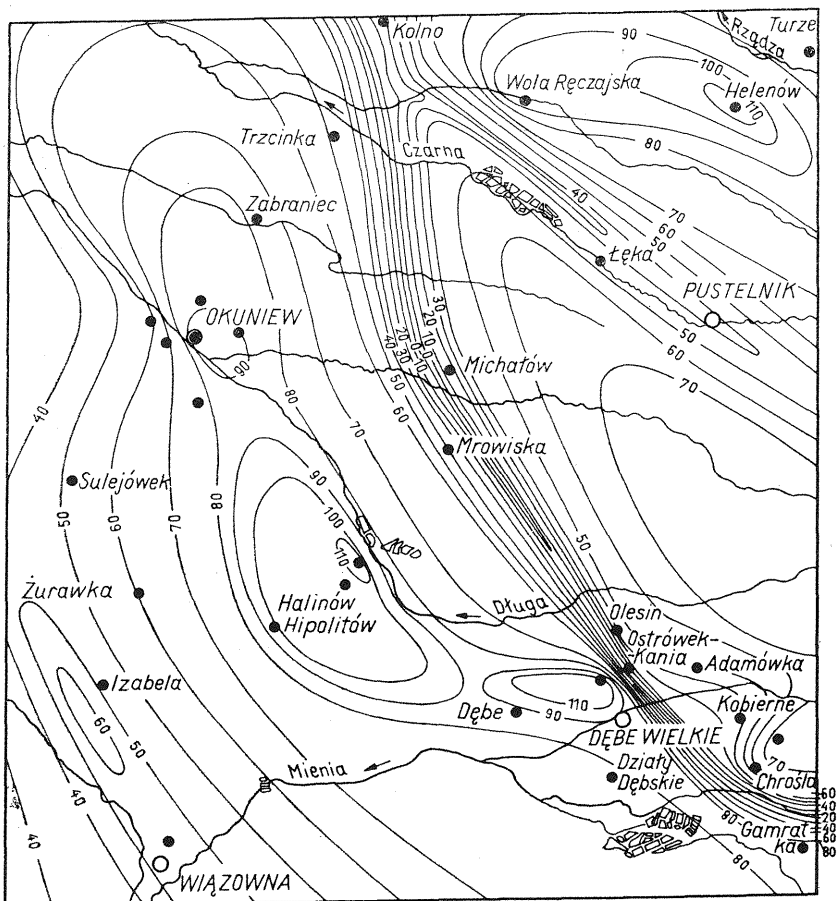 Kolno
Turze
Rządza
90
100
Helenów
110
80
Wola Ręczajska
Trzcinka
Czarna
40
Zabraniec
70
60
50
Łęka
PUSTELNIK
50
60
70
OKUNIEW
90
80
70
30
20
10
0
-10
20
30
40
50
60
Michałów
Mrowiska
40
Sulejówek
50
60
70
80
90
100
110
50
Żurawka
Halinów
Hipolitów
Długa
Olesin
Ostrówek-
-Kania
Adamówka
Izabela
60
50
40
40
Dębe
90
110
Kobierne
DĘBE WIELKIE
70
Chrośla
Mienia
Działy
Dębskie
60
40
20
20
40
60
80
80
80
Gamrat-
ka
WIĄZOWNA